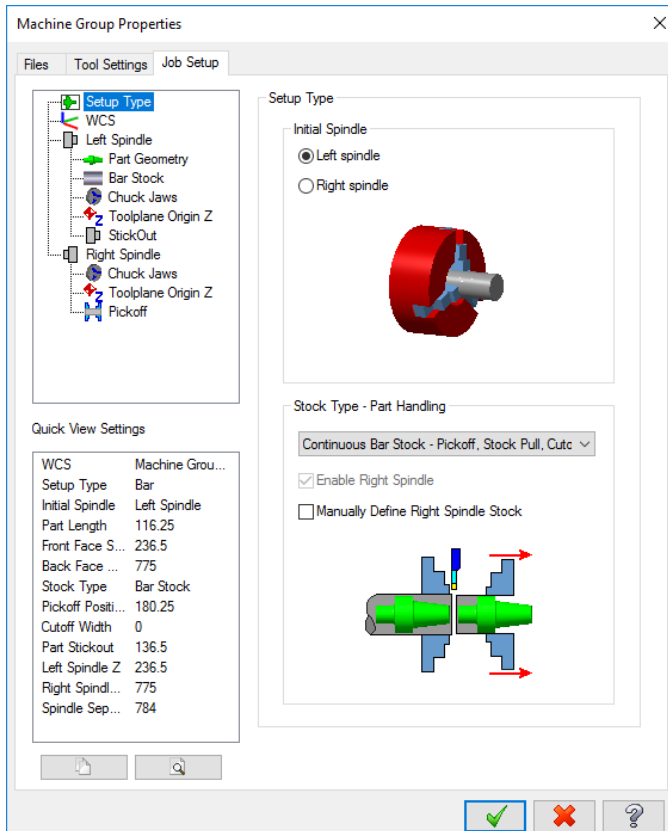 Machine Group Properties
Files
Tool Settings
Job Setup
Setup Type
WCS
Left Spindle
Part Geometry
Bar Stock
Chuck Jaws
Toolplane Origin Z
StickOut
Right Spindle
Chuck Jaws
Toolplane Origin Z
Pickoff
Quick View Settings
WCS Machine Grou...
Setup Type Bar
Initial Spindle Left Spindle
Part Length 116.25
Front Face S... 236.5
Back Face ... 775
Stock Type Bar Stock
Pickoff Positi... 180.25
Cutoff Width 0
Part Stickout 136.5
Left Spindle Z 236.5
Right Spindl... 775
Spindle Sep... 784
Setup Type
Initial Spindle
Left spindle
Right spindle
Stock Type - Part Handling
Continuous Bar Stock - Pickoff, Stock Pull, Cutc
Enable Right Spindle
Manually Define Right Spindle Stock